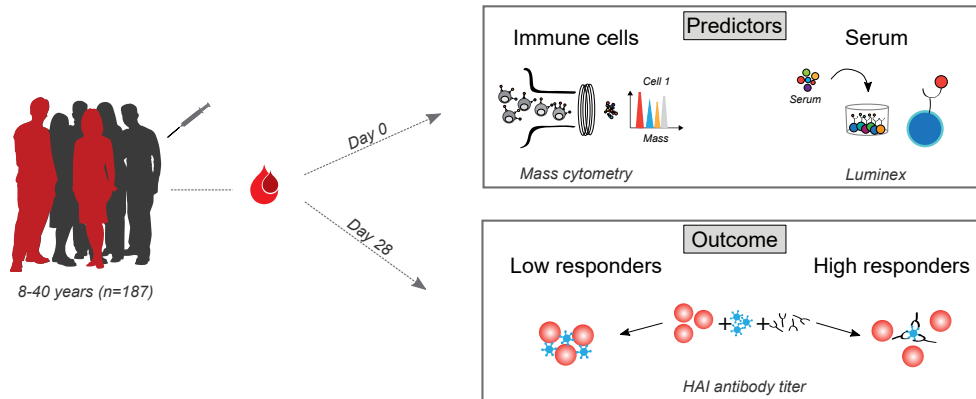 Predictors
Immune cells
Serum
Cell 1
Serum
Mass
Mass cytometry
Luminex
Day 0
Day 28
8-40 years (n=187)
Outcome
Low responders
High responders
HAI antibody titer